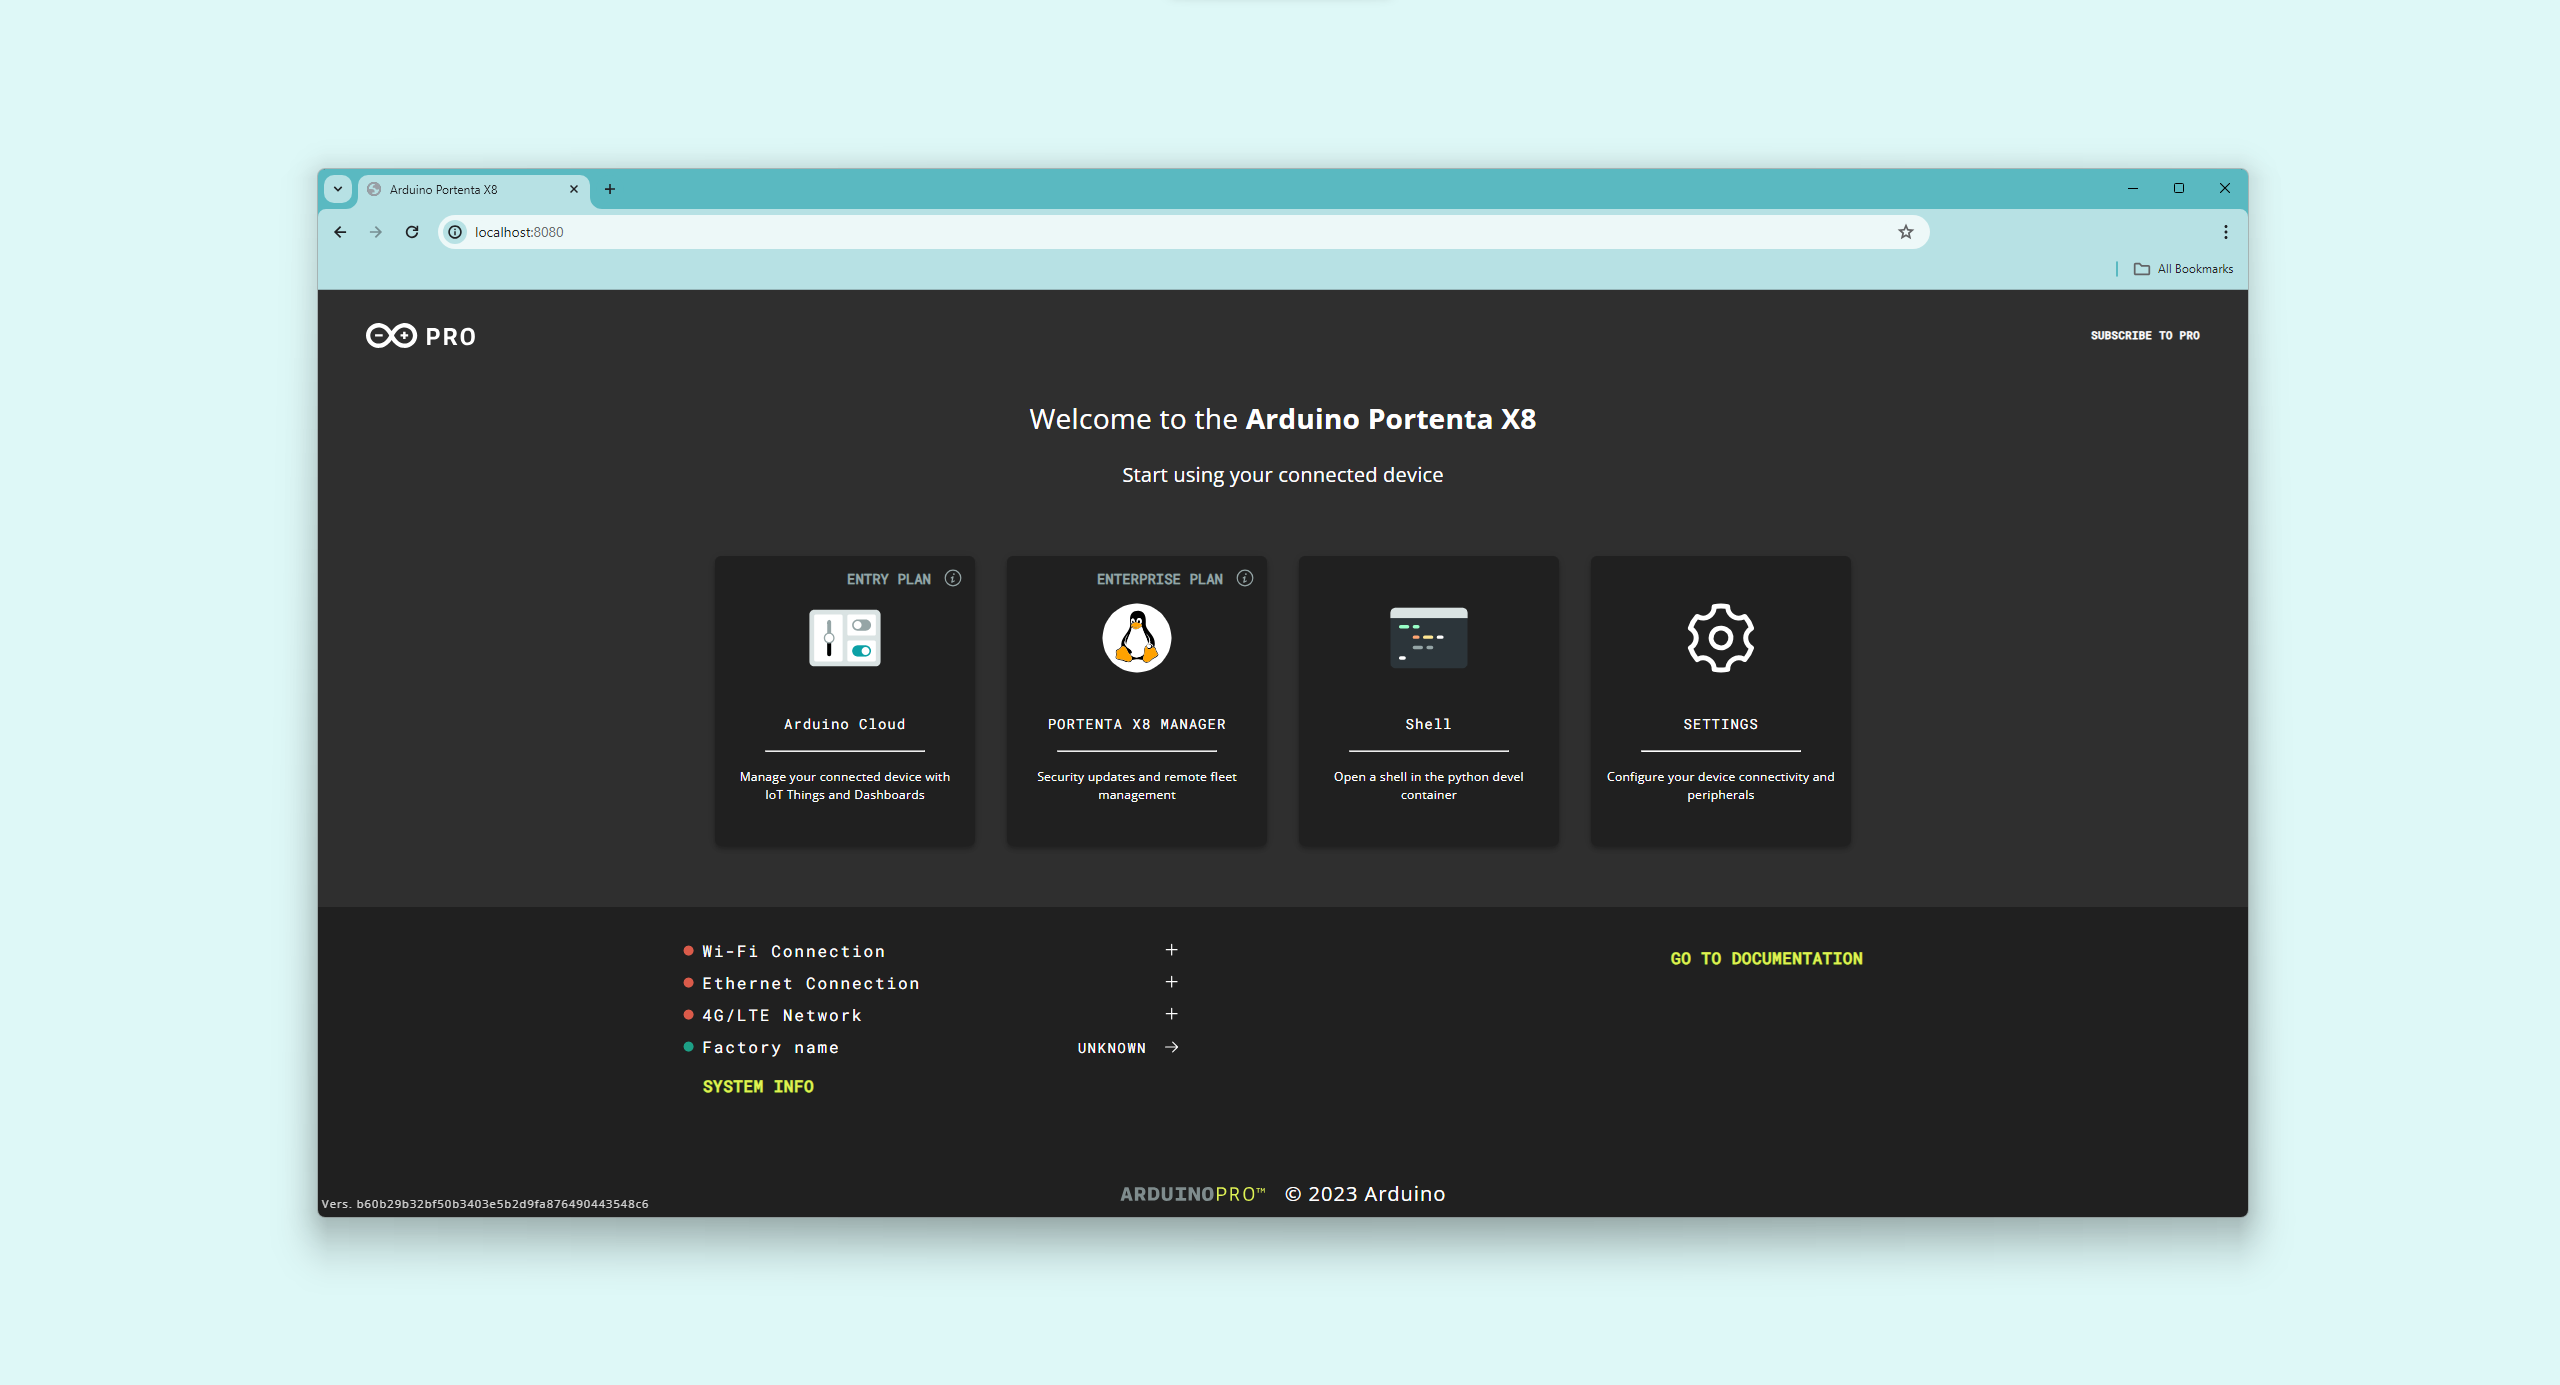 Arduino Portenta X8
localhost:8080
All Bookmarks
PRO
SUBSCRIBE TO PRO
Welcome to the Arduino Portenta X8
Start using your connected device
ENTRY PLAN
Arduino Cloud
Manage your connected device with
IoT Things and Dashboards
ENTERPRISE PLAN
PORTENTA X8 MANAGER
Security updates and remote fleet
management
Shell
Open a shell in the python devel
container
SETTINGS
Configure your device connectivity and
peripherals
Wi-Fi Connection
Ethernet Connection
4G/LTE Network
Factory name UNKNOWN
SYSTEM INFO
GO TO DOCUMENTATION
Vers. b60b29b32bf50b3403e5b2d9fa876490443548c6
ARDUINOPRO™ © 2023 Arduino